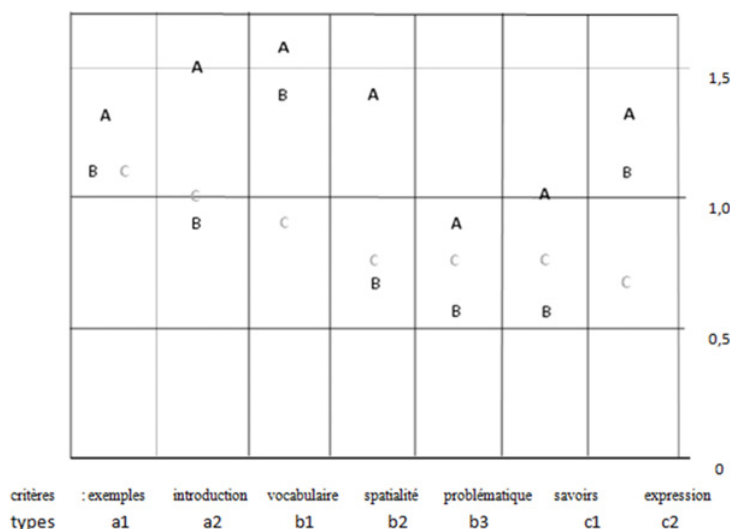 A
A
1,5
B
A
A
A
B C
B
C
A
1,0
B
C
A
C
C
C
B
C
B
B
0,5
0
critères : exemples introduction vocabulaire spatialité problématique savoirs expression
types a1 a2 b1 b2 b3 c1 c2